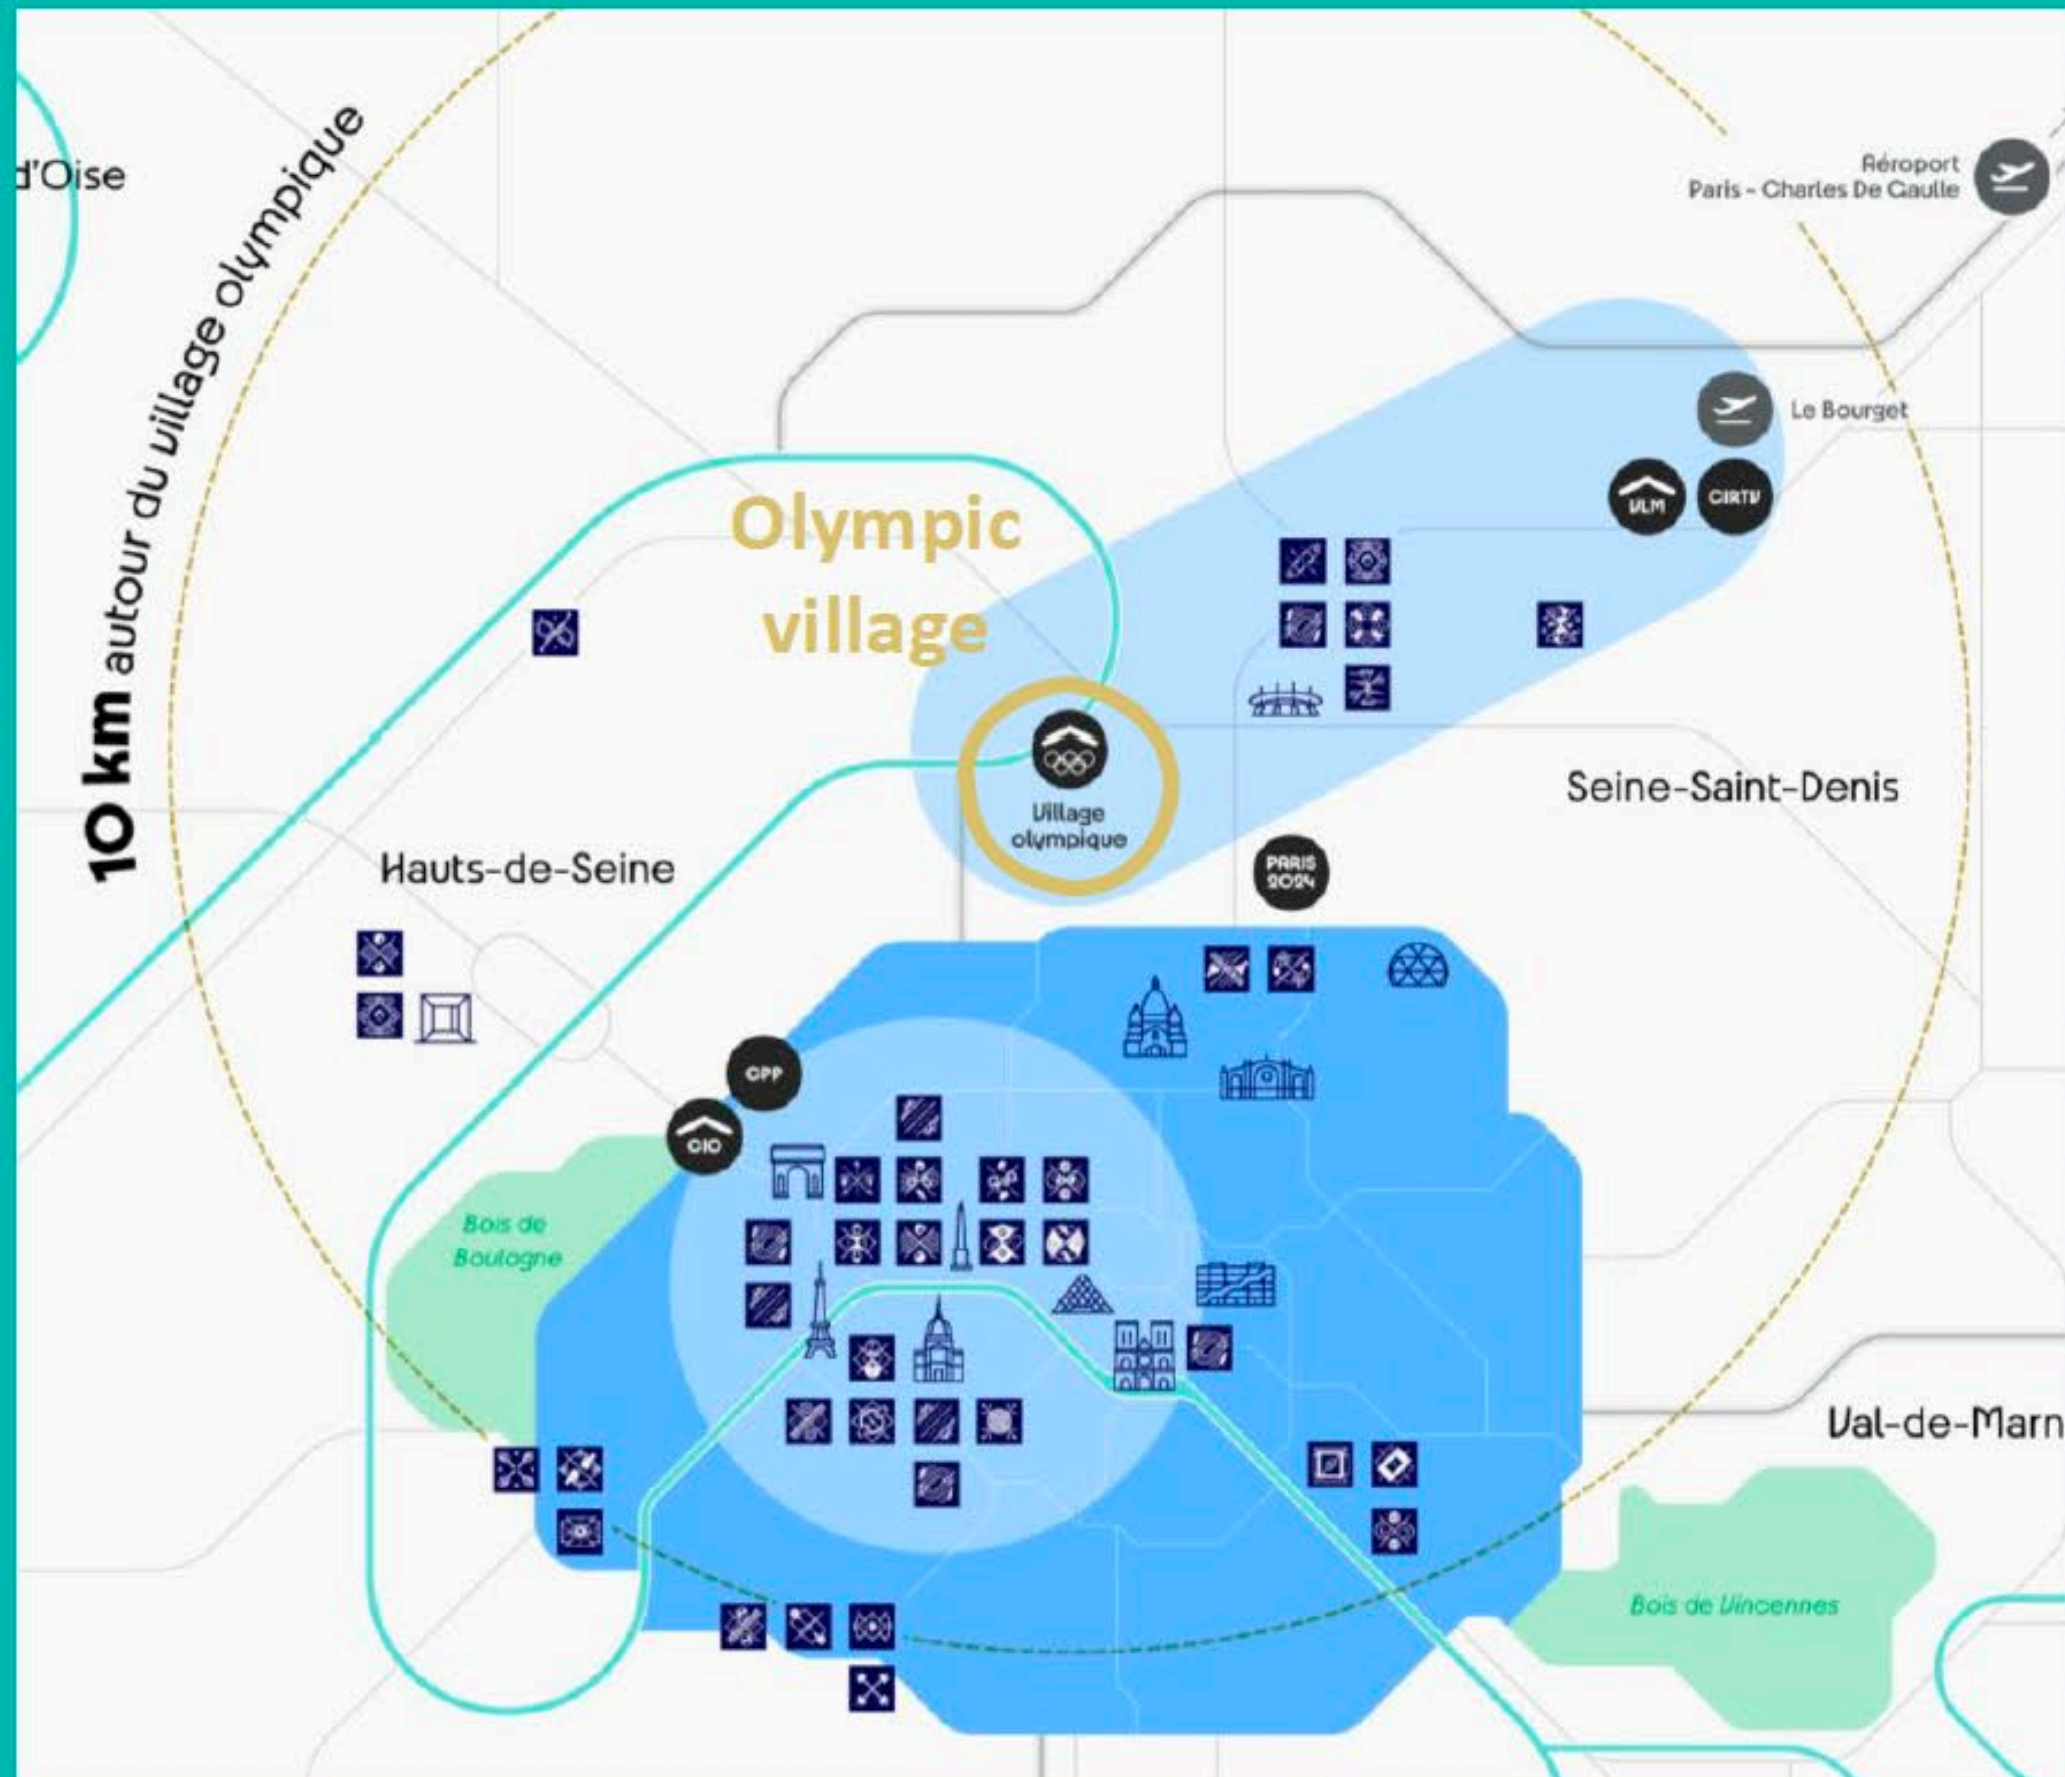 d'Oise
10 km autour du village olympique
Aéroport
Paris - Charles De Gaulle
Le Bourget
VLM
CIRTV
Olympic
village
Village
olympique
Seine-Saint-Denis
PARIS
2024
Hauts-de-Seine
CPP
CIO
Bois de
Boulogne
Val-de-Marn
Bois de Vincennes